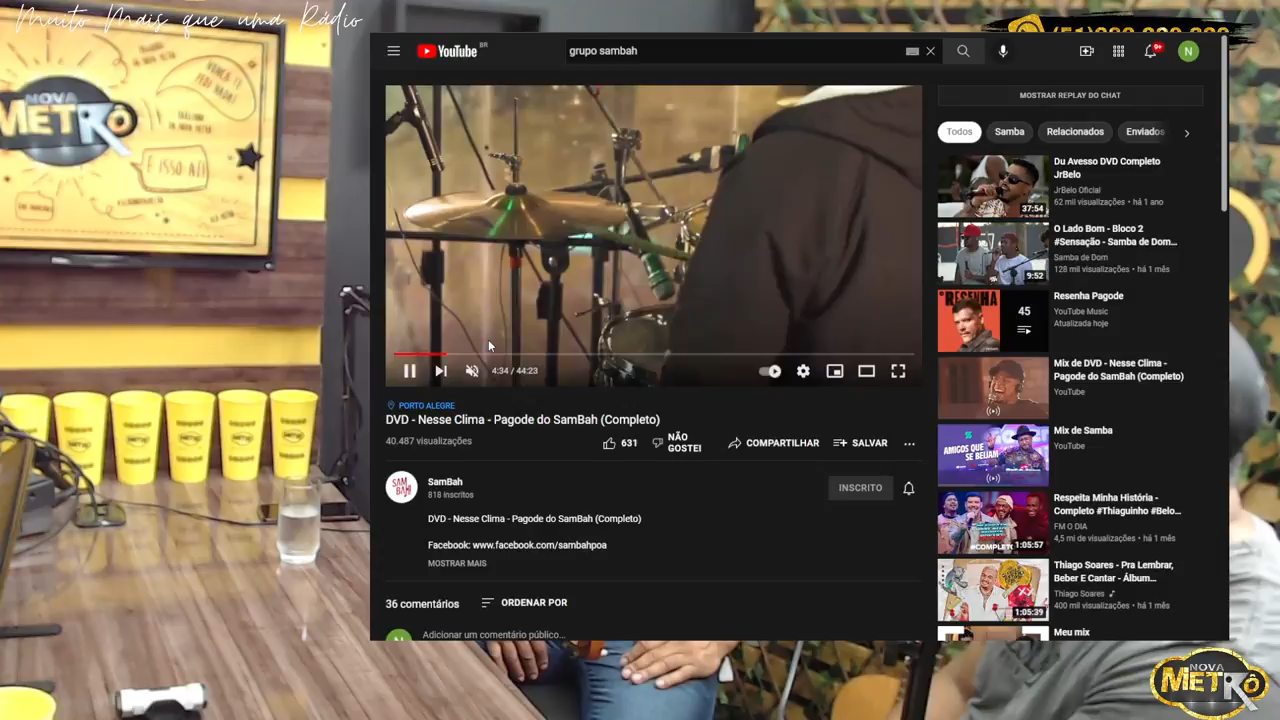 Muito Mais que uma Rádio
NOVA
METRÔ
É ISSO AÍ!
YouTube BR
grupo sambah
9+
N
MOSTRAR REPLAY DO CHAT
Todos
Samba
Relacionados
Enviados
4:34 / 44:23
PORTO ALEGRE
DVD - Nesse Clima - Pagode do SamBah (Completo)
40.487 visualizações
631
NÃO
GOSTEI
COMPARTILHAR
SALVAR
SAM
BAH
SamBah
818 inscritos
INSCRITO
DVD - Nesse Clima - Pagode do SamBah (Completo)
Facebook: www.facebook.com/sambahpoa
MOSTRAR MAIS
36 comentários
ORDENAR POR
Adicionar um comentário público...
37:54
Du Avesso DVD Completo
JrBelo
JrBelo Oficial
62 mil visualizações • há 1 ano
9:52
O Lado Bom - Bloco 2
#Sensação - Samba de Dom...
Samba de Dom
128 mil visualizações • há 1 mês
RESENHA
45
Resenha Pagode
YouTube Music
Atualizada hoje
Mix de DVD - Nesse Clima -
Pagode do SamBah (Completo)
YouTube
AMIGOS QUE
SE BEIJAM
Mix de Samba
YouTube
1:05:57
Respeita Minha História -
Completo #Thiaguinho #Belo...
FM O DIA
4,5 mi de visualizações • há 1 mês
1:05:39
Thiago Soares - Pra Lembrar,
Beber E Cantar - Álbum...
Thiago Soares
400 mil visualizações • há 1 mês
Meu mix
NOVA
METRÔ